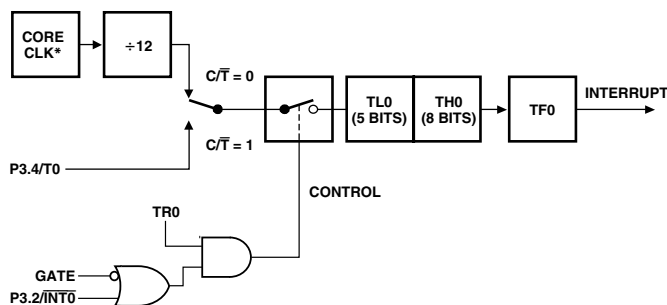 CORE
CLK*
÷12
C/T̅ = 0
C/T̅ = 1
TL0
(5 BITS)
TH0
(8 BITS)
TF0
INTERRUPT
P3.4/T0
CONTROL
TR0
GATE
P3.2/I̅N̅T̅0̅